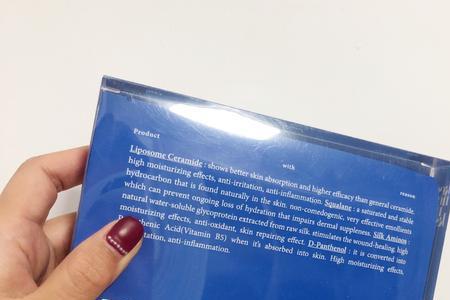 Product with reason
Liposome Ceramide : shows better skin absorption and higher efficacy than general ceramide.
high moisturizing effects, anti-irritation, anti-inflammation. Squalane : a saturated and stable
hydrocarbon that is found naturally in the skin. non-comedogenic, very effective emollients
which can prevent ongoing loss of hydration that impairs dermal suppleness. Silk Aminos :
natural water-soluble glycoprotein extracted from raw silk. stimulates the wound-healing. high
moisturizing effects, anti-oxidant, skin repairing effect. D-Panthenol : it is converted into
Acid(Vitamin B5) when it's absorbed into skin. High moisturizing effects,
anti-inflammation.